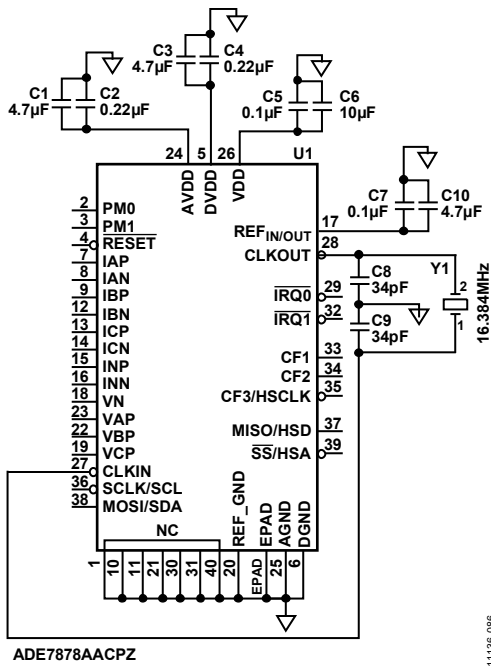 C3
4.7µF
C4
0.22µF
C1
4.7µF
C2
0.22µF
C5
0.1µF
C6
10µF
24
5
26
U1
AVDD
DVDD
VDD
C7
0.1µF
C10
4.7µF
2 PM0
3 PM1
4 RESET
7 IAP
8 IAN
9 IBP
12 IBN
13 ICP
14 ICN
15 INP
16 INN
18 VN
23 VAP
22 VBP
19 VCP
27 CLKIN
36 SCLK/SCL
38 MOSI/SDA
REFIN/OUT 17
CLKOUT 28
IRQ0 29
IRQ1 32
CF1 33
CF2 34
CF3/HSCLK 35
MISO/HSD 37
SS/HSA 39
C8
34pF
C9
34pF
Y1
2
1
16.384MHz
NC
REF_GND
EPAD
AGND
DGND
1
10
11
21
30
31
40
20
EPAD
25
6
ADE7878AACPZ
11136-086